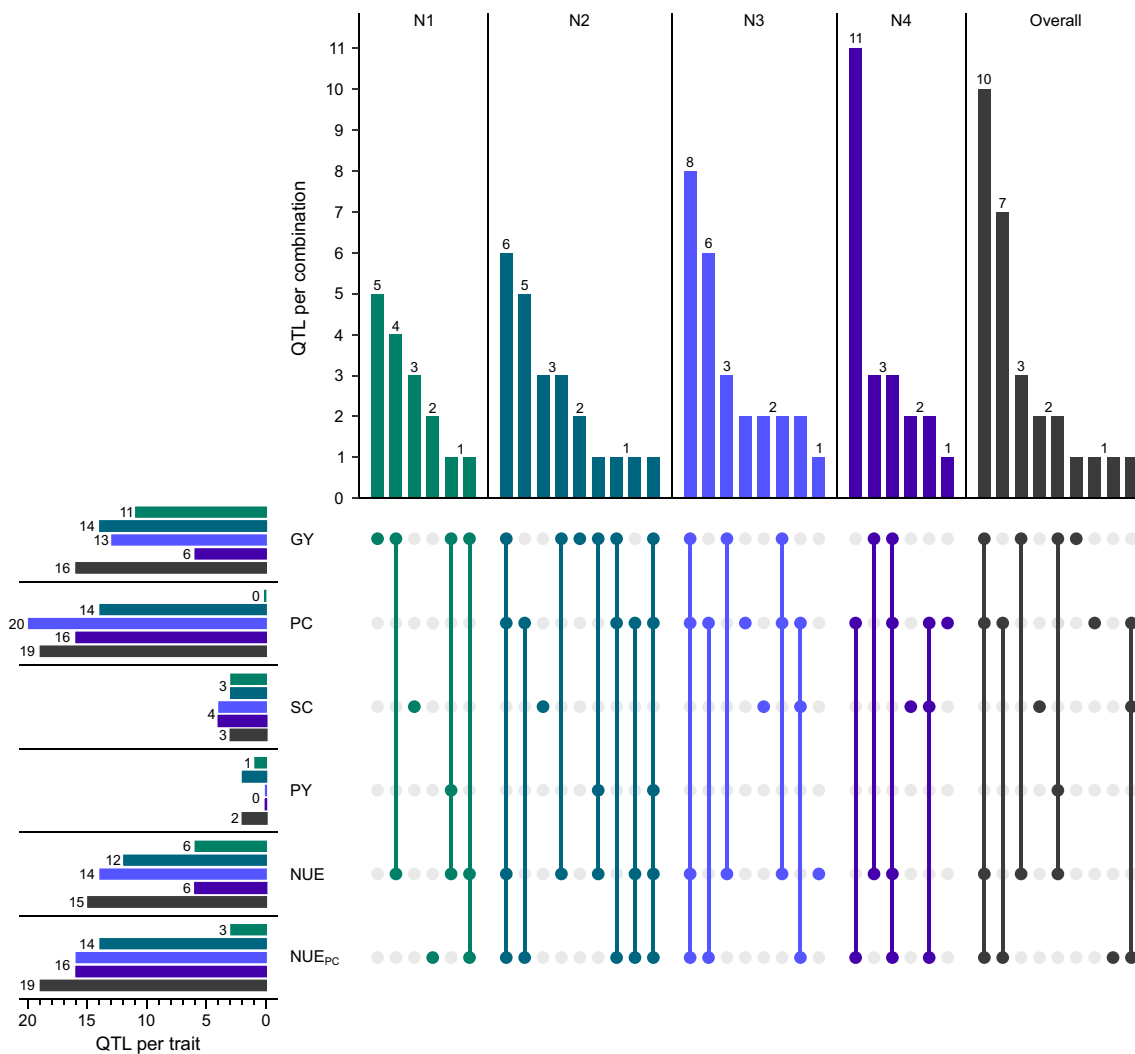 N1 N2 N3 N4 Overall
QTL per combination
11
10
9
8
7
6
5
4
3
2
1
0
5 4 3 2 1
6 5 3 2 1
8 6 3 2 1
11 3 2 1
10 7 3 2 1
GY
11
14
13
6
16
PC
0
14
20
16
19
SC
3
4
3
PY
1
0
2
NUE
6
12
14
6
15
NUEPC
3
14
16
19
20 15 10 5 0
QTL per trait